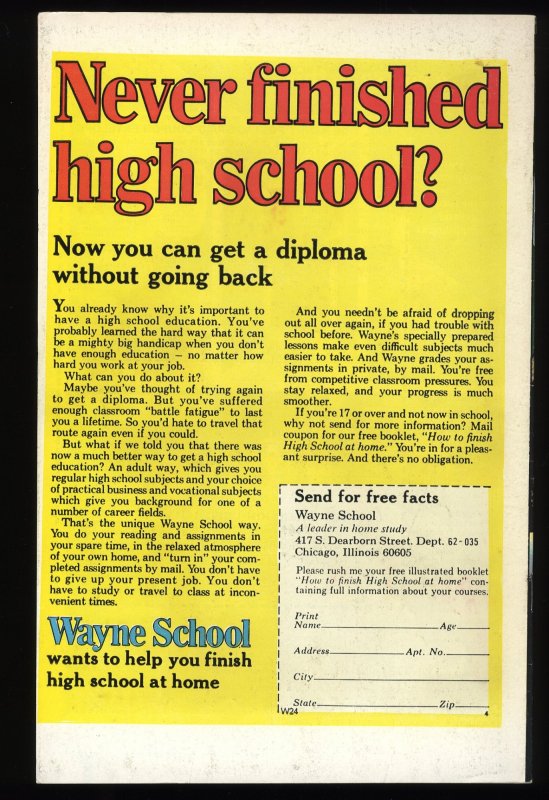 Never finished
high school?
Now you can get a diploma
without going back
You already know why it's important to
have a high school education. You've
probably learned the hard way that it can
be a mighty big handicap when you don't
have enough education – no matter how
hard you work at your job.
What can you do about it?
Maybe you've thought of trying again
to get a diploma. But you've suffered
enough classroom "battle fatigue" to last
you a lifetime. So you'd hate to travel that
route again even if you could.
But what if we told you that there was
now a much better way to get a high school
education? An adult way, which gives you
regular high school subjects and your choice
of practical business and vocational subjects
which give you background for one of a
number of career fields.
That's the unique Wayne School way.
You do your reading and assignments in
your spare time, in the relaxed atmosphere
of your own home, and "turn in" your com-
pleted assignments by mail. You don't have
to give up your present job. You don't
have to study or travel to class at incon-
venient times.
Wayne School
wants to help you finish
high school at home
And you needn't be afraid of dropping
out all over again, if you had trouble with
school before. Wayne's specially prepared
lessons make even difficult subjects much
easier to take. And Wayne grades your as-
signments in private, by mail. You're free
from competitive classroom pressures. You
stay relaxed, and your progress is much
smoother.
If you're 17 or over and not now in school,
why not send for more information? Mail
coupon for our free booklet, "How to finish
High School at home." You're in for a pleas-
ant surprise. And there's no obligation.
Send for free facts
Wayne School
A leader in home study
417 S. Dearborn Street. Dept. 62-035
Chicago, Illinois 60605
Please rush me your free illustrated booklet
"How to finish High School at home" con-
taining full information about your courses.
Print
Name Age
Address Apt. No.
City
State Zip
W24 4